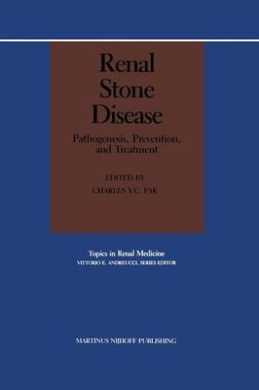 Renal
Stone
Disease
Pathogenesis, Prevention,
and Treatment
EDITED BY
CHARLES Y.C. PAK
Topics in Renal Medicine
VITTORIO E. ANDREUCCI, SERIES EDITOR
MARTINUS NIJHOFF PUBLISHING